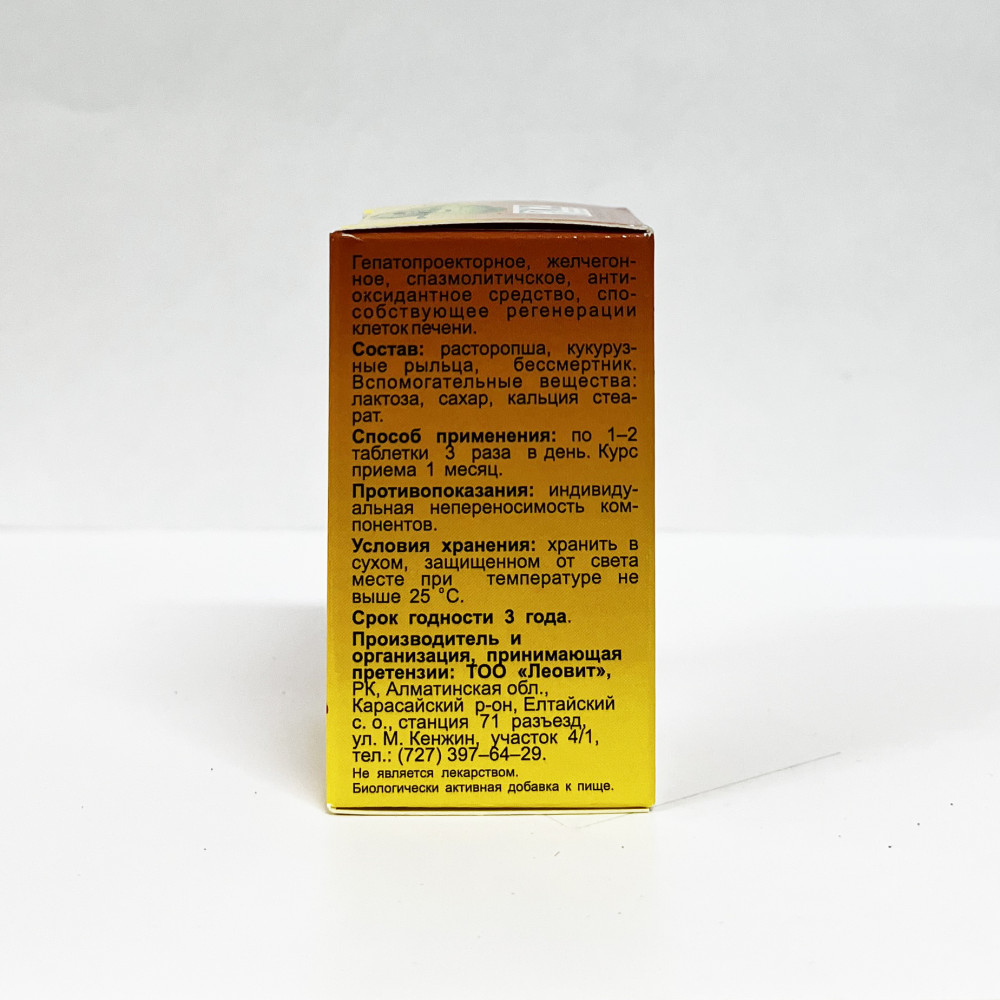 Гепатопроекторное, желчегон-
ное, спазмолитичское, анти-
оксидантное средство, спо-
собствующее регенерации
клеток печени.
Состав: расторопша, кукуруз-
ные рыльца, бессмертник.
Вспомогательные вещества:
лактоза, сахар, кальция стеа-
рат.
Способ применения: по 1–2
таблетки 3 раза в день. Курс
приема 1 месяц.
Противопоказания: индивиду-
альная непереносимость ком-
понентов.
Условия хранения: хранить в
сухом, защищенном от света
месте при температуре не
выше 25 °С.
Срок годности 3 года.
Производитель и
организация, принимающая
претензии: ТОО «Леовит»,
РК, Алматинская обл.,
Карасайский р-он, Елтайский
с. о., станция 71 разъезд,
ул. М. Кенжин, участок 4/1,
тел.: (727) 397–64–29.
Не является лекарством.
Биологически активная добавка к пище.